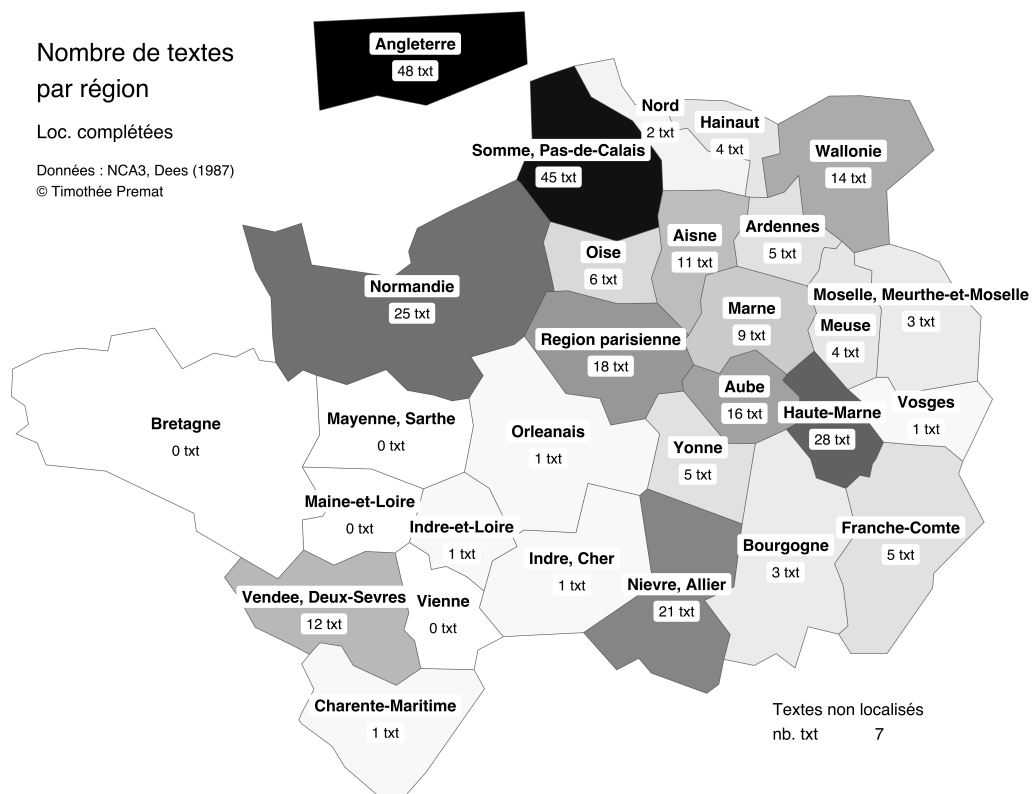 Nombre de textes
par région
Loc. complétées
Données : NCA3, Dees (1987)
© Timothée Premat
Angleterre
48 txt
Nord
2 txt
Hainaut
4 txt
Somme, Pas-de-Calais
45 txt
Wallonie
14 txt
Ardennes
5 txt
Aisne
11 txt
Oise
6 txt
Normandie
25 txt
Moselle, Meurthe-et-Moselle
3 txt
Marne
9 txt
Meuse
4 txt
Region parisienne
18 txt
Aube
16 txt
Haute-Marne
28 txt
Vosges
1 txt
Bretagne
0 txt
Mayenne, Sarthe
0 txt
Orleanais
1 txt
Yonne
5 txt
Maine-et-Loire
0 txt
Indre-et-Loire
1 txt
Franche-Comte
5 txt
Bourgogne
3 txt
Indre, Cher
1 txt
Nievre, Allier
21 txt
Vendee, Deux-Sevres
12 txt
Vienne
0 txt
Charente-Maritime
1 txt
Textes non localisés
nb. txt 7